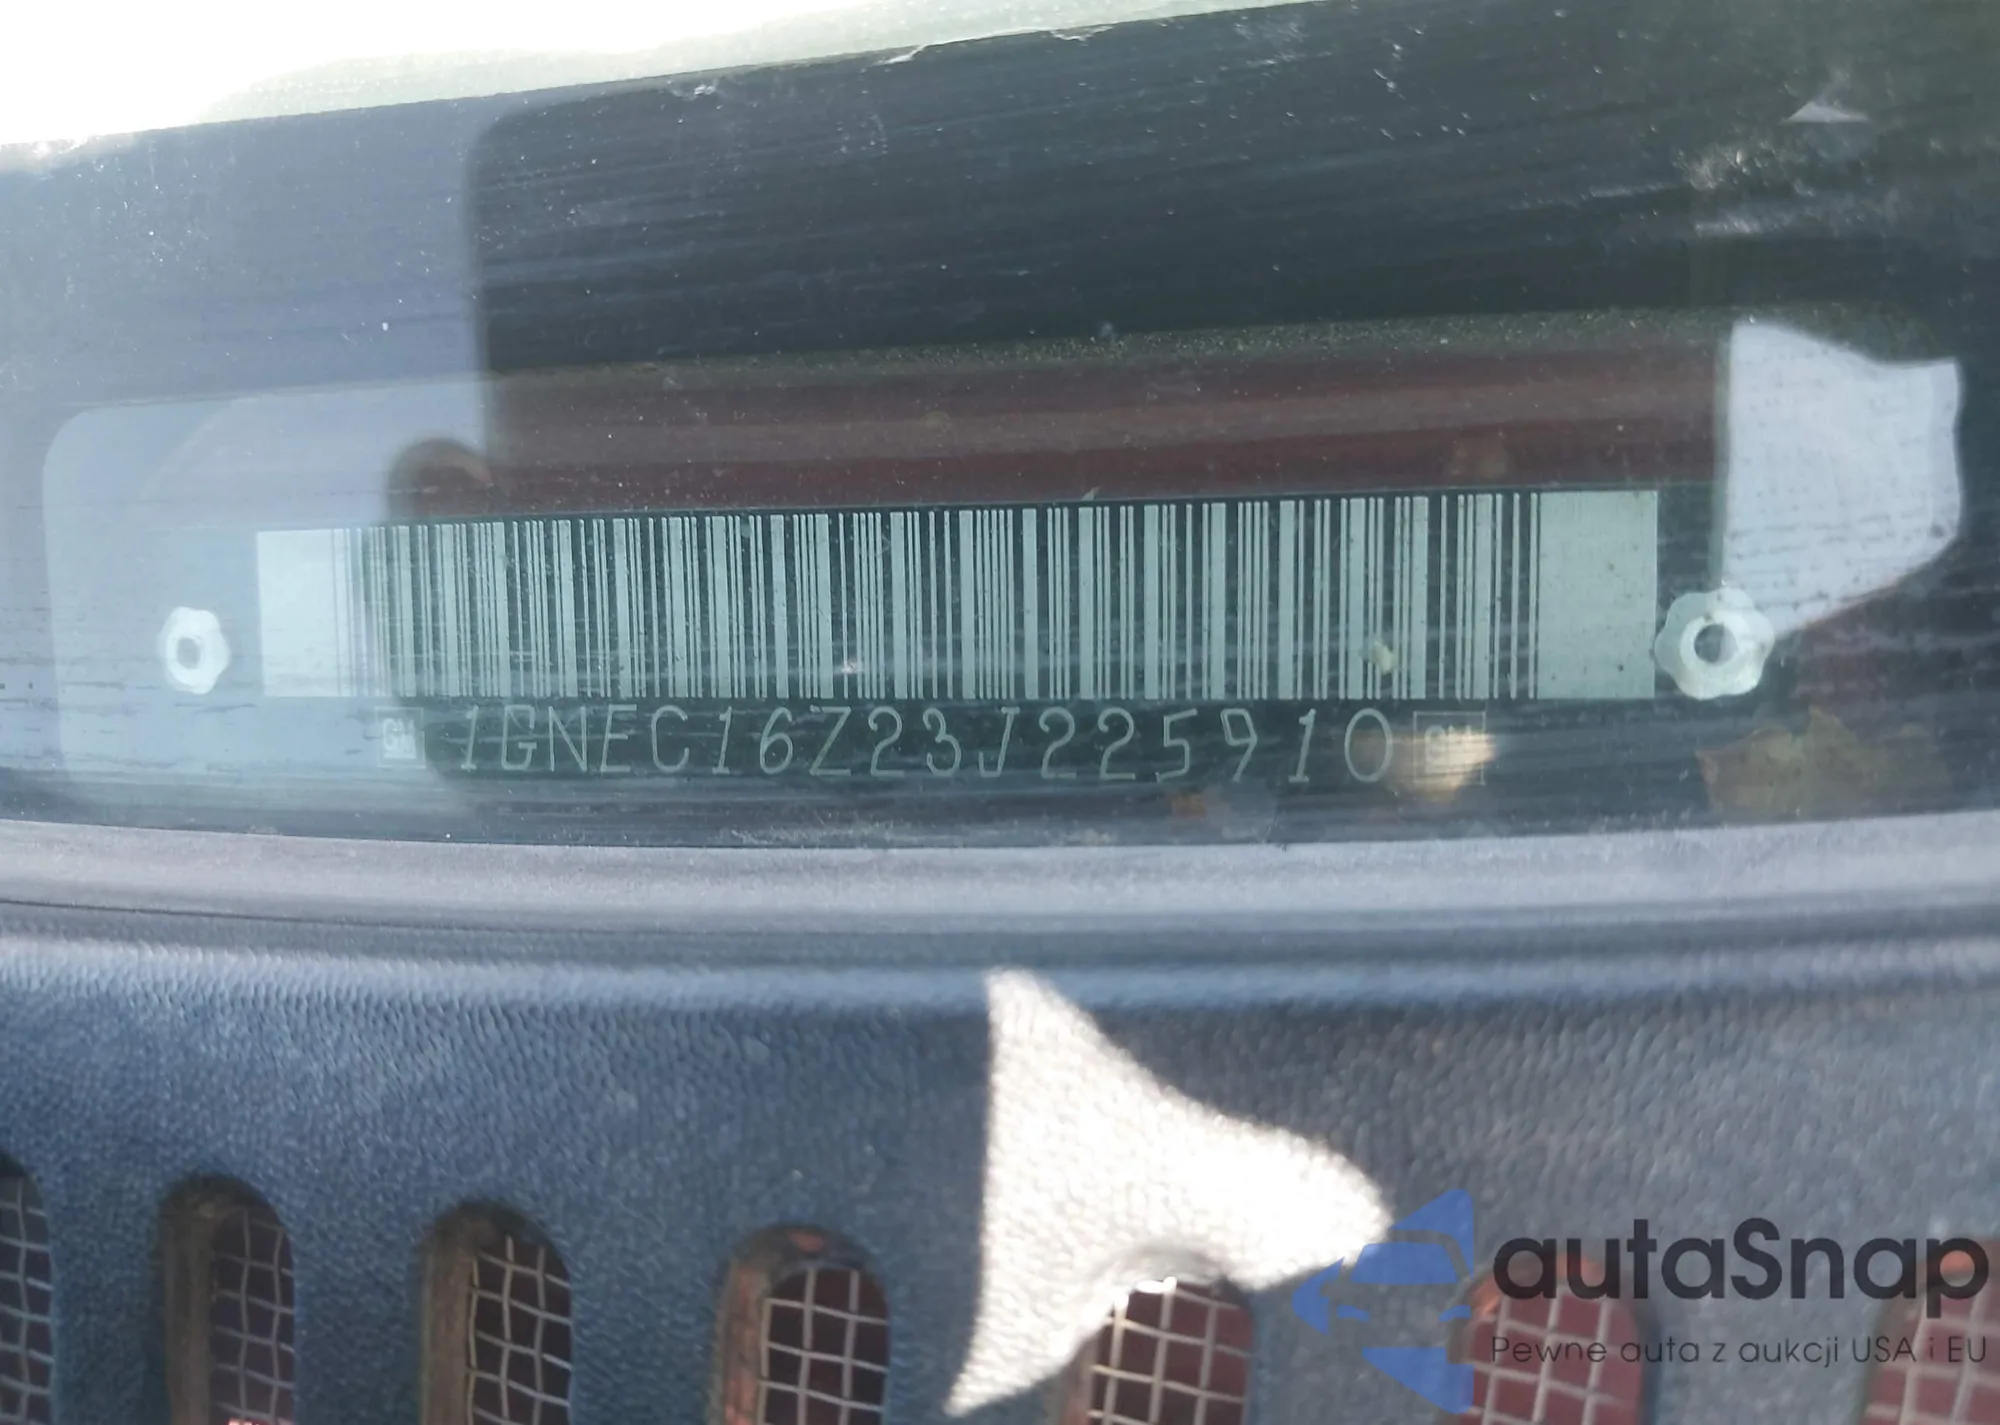 GM 1GNEC16Z23J225910 GM
autaSnap
Pewne auta z aukcji USA i EU